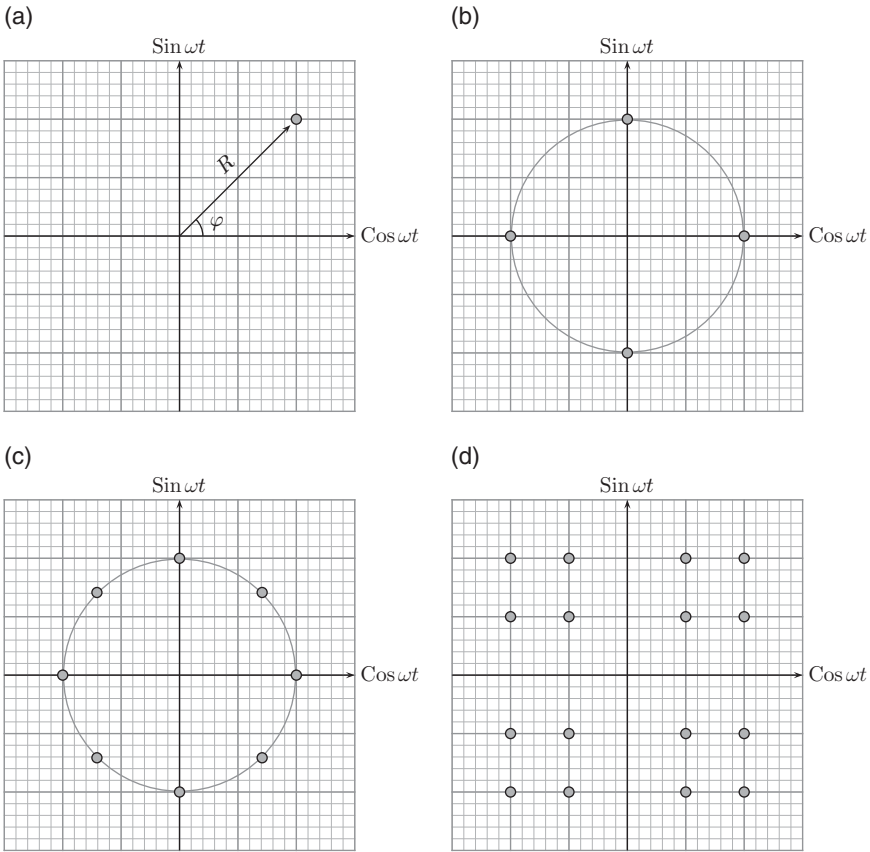 (a)
Sin ωt
R
φ
Cos ωt
(b)
Sin ωt
Cos ωt
(c)
Sin ωt
Cos ωt
(d)
Sin ωt
Cos ωt